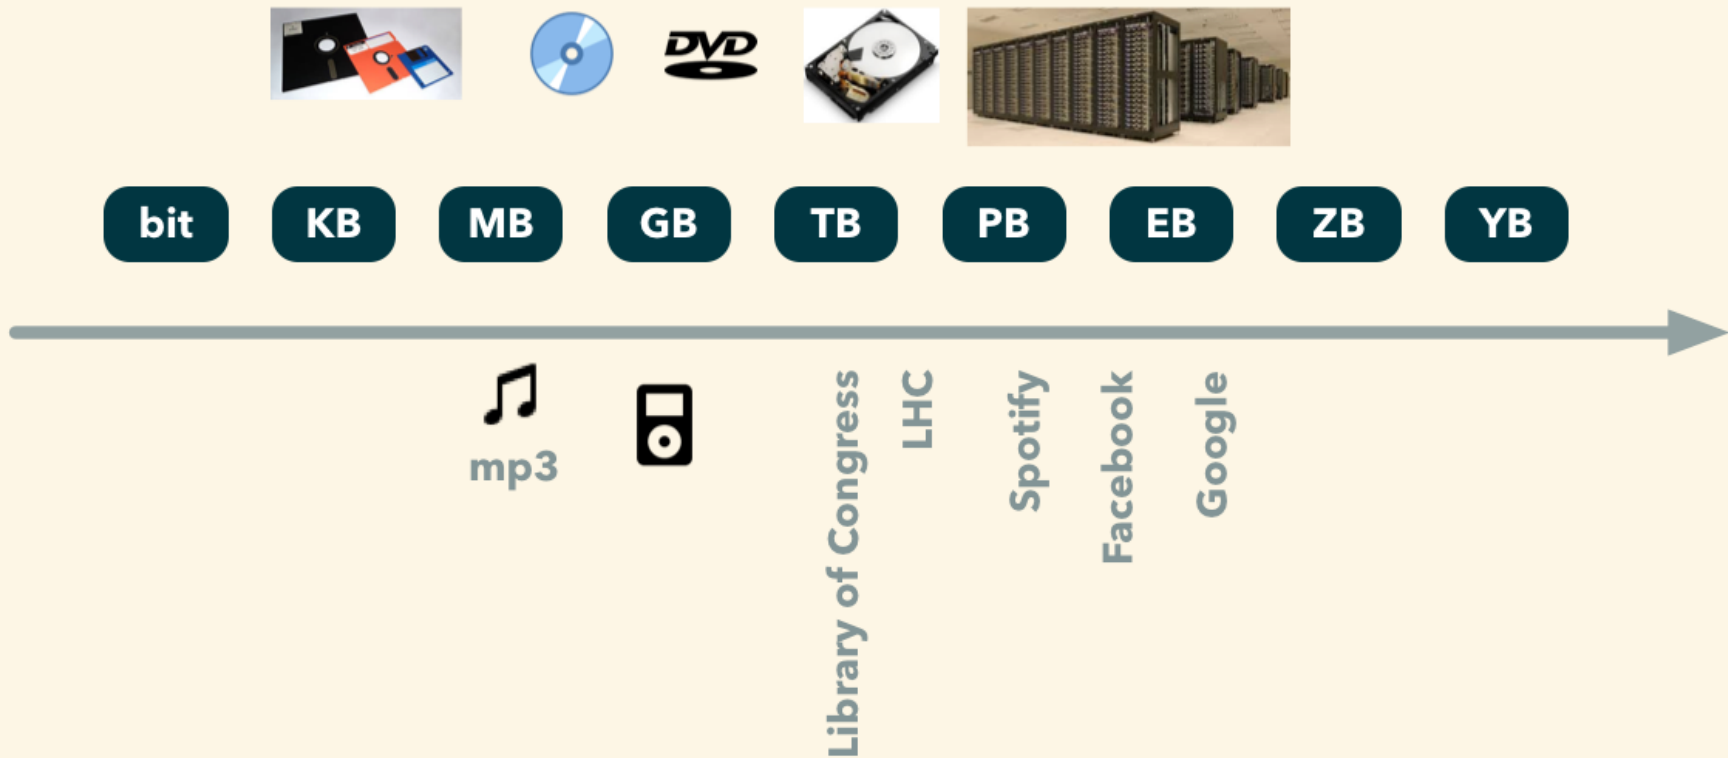 DVD
bit KB MB GB TB PB EB ZB YB
mp3
Library of Congress
LHC
Spotify
Facebook
Google